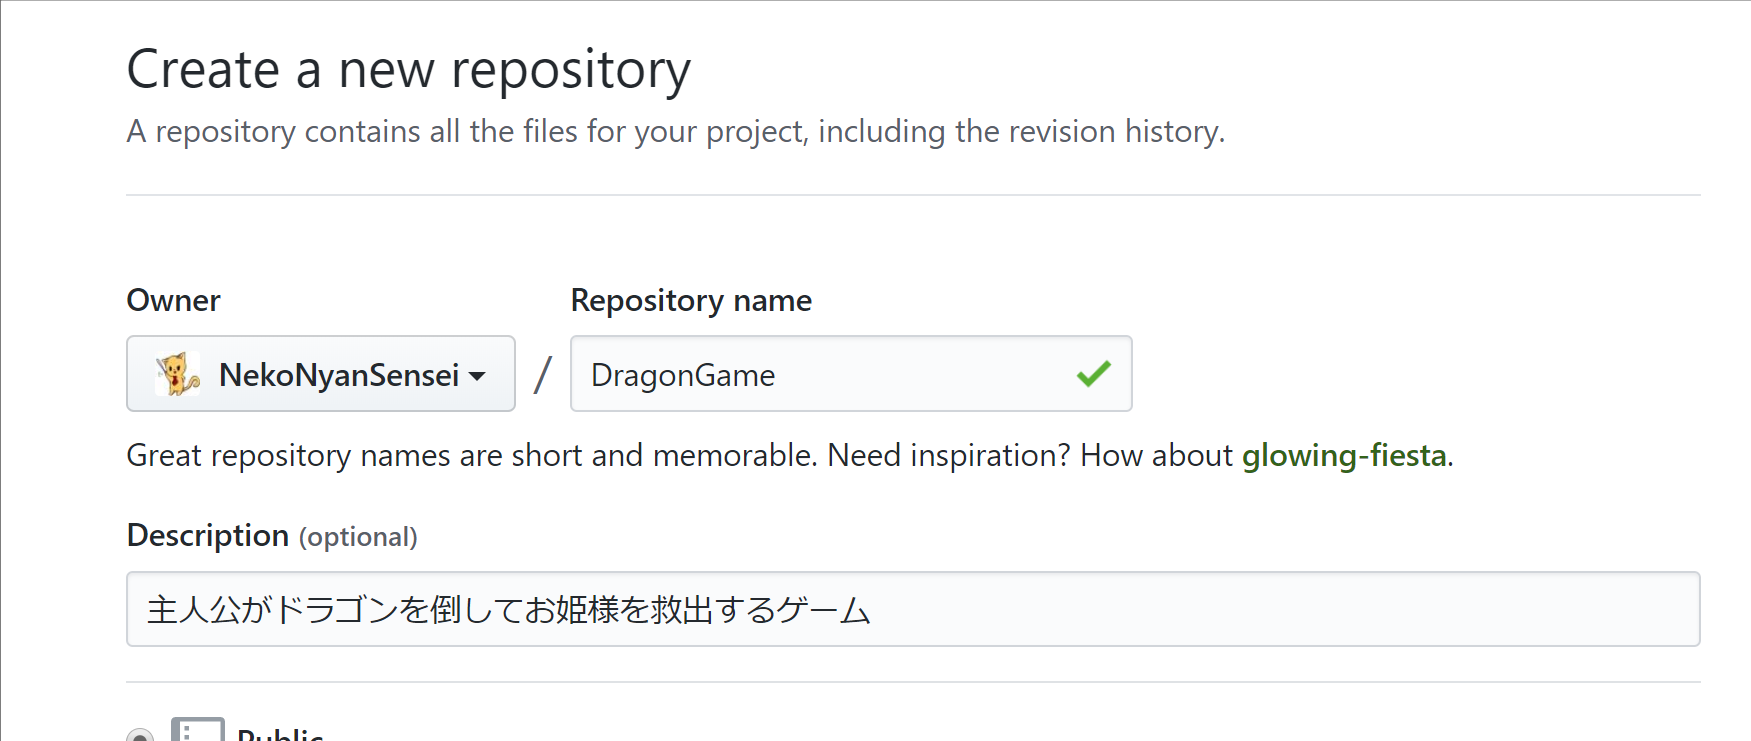 Create a new repository
A repository contains all the files for your project, including the revision history.
Owner
Repository name
NekoNyanSensei
/
DragonGame
Great repository names are short and memorable. Need inspiration? How about glowing-fiesta.
Description (optional)
主人公がドラゴンを倒してお姫様を救出するゲーム
Public